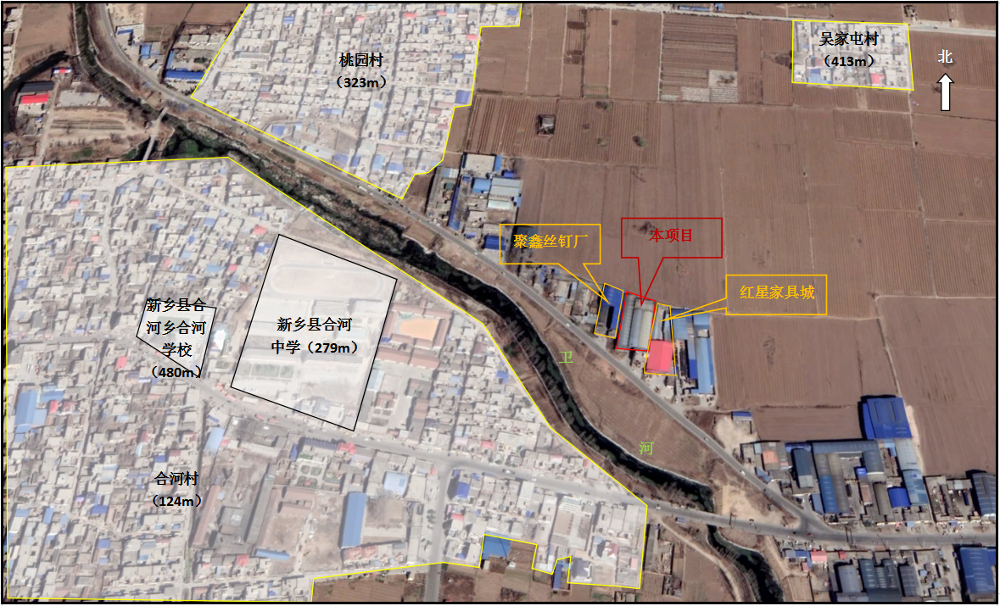 桃园村
（323m）
吴家屯村
（413m）
北
聚鑫丝钉厂
本项目
红星家具城
新乡县合
河乡合河
学校
（480m）
新乡县合河
中学（279m）
卫
河
合河村
（124m）